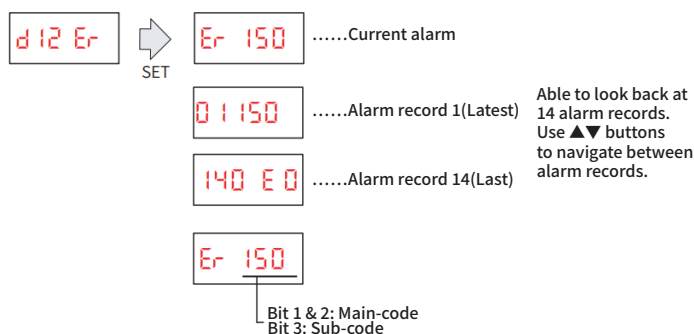 d12 Er
SET
Er 150
......Current alarm
01150
......Alarm record 1(Latest)
140 E 0
......Alarm record 14(Last)
Able to look back at
14 alarm records.
Use ▲▼ buttons
to navigate between
alarm records.
Er 150
Bit 1 & 2: Main-code
Bit 3: Sub-code